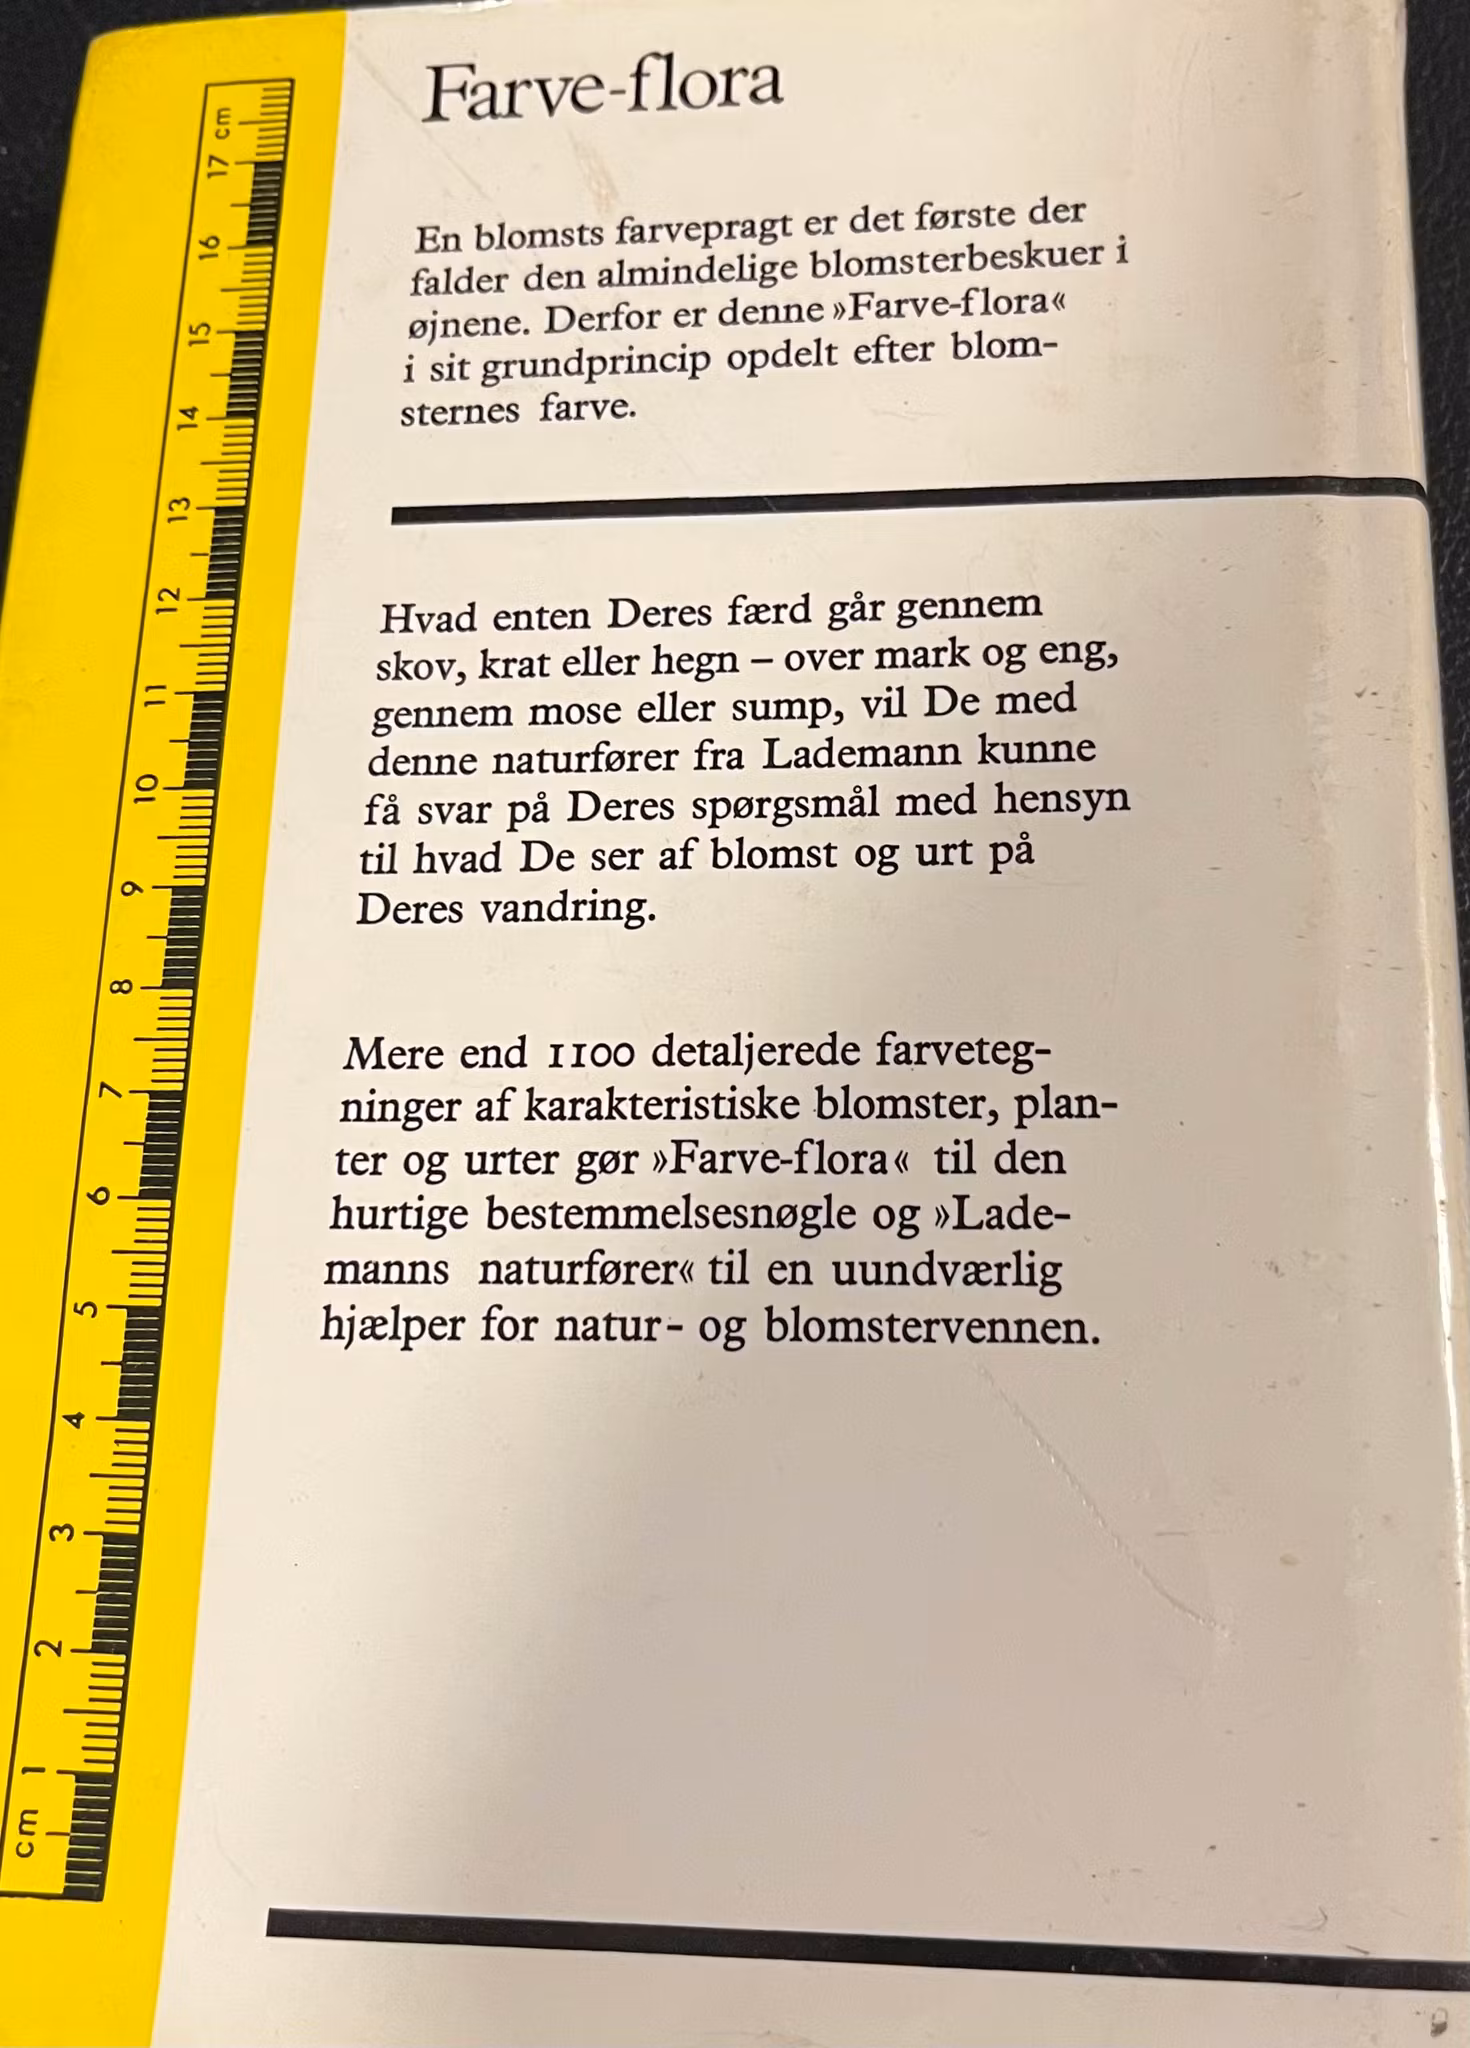 Farve-flora
En blomsts farvepragt er det første der
falder den almindelige blomsterbeskuer i
øjnene. Derfor er denne »Farve-flora«
i sit grundprincip opdelt efter blom-
sternes farve.
Hvad enten Deres færd går gennem
skov, krat eller hegn – over mark og eng,
gennem mose eller sump, vil De med
denne naturfører fra Lademann kunne
få svar på Deres spørgsmål med hensyn
til hvad De ser af blomst og urt på
Deres vandring.
Mere end 1100 detaljerede farveteg-
ninger af karakteristiske blomster, plan-
ter og urter gør »Farve-flora« til den
hurtige bestemmelsesnøgle og »Lade-
manns naturfører« til en uundværlig
hjælper for natur- og blomstervennen.
cm 1 2 3 4 5 6 7 8 9 10 11 12 13 14 15 16 17 cm